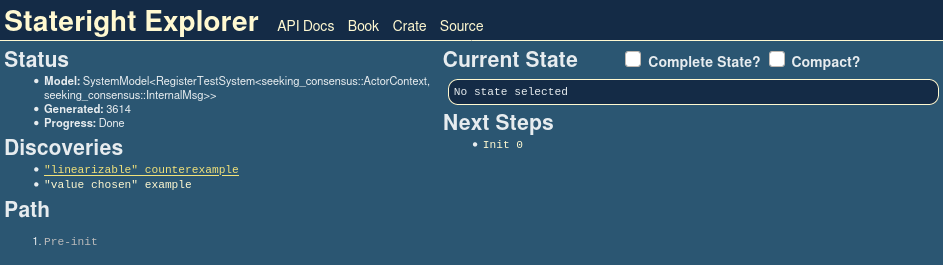 Stateright Explorer API Docs Book Crate Source
Status
• Model: SystemModel<RegisterTestSystem<seeking_consensus::ActorContext,
seeking_consensus::InternalMsg>>
• Generated: 3614
• Progress: Done
Discoveries
• "linearizable" counterexample
• "value chosen" example
Path
1. Pre-init
Current State Complete State? Compact?
No state selected
Next Steps
• Init 0